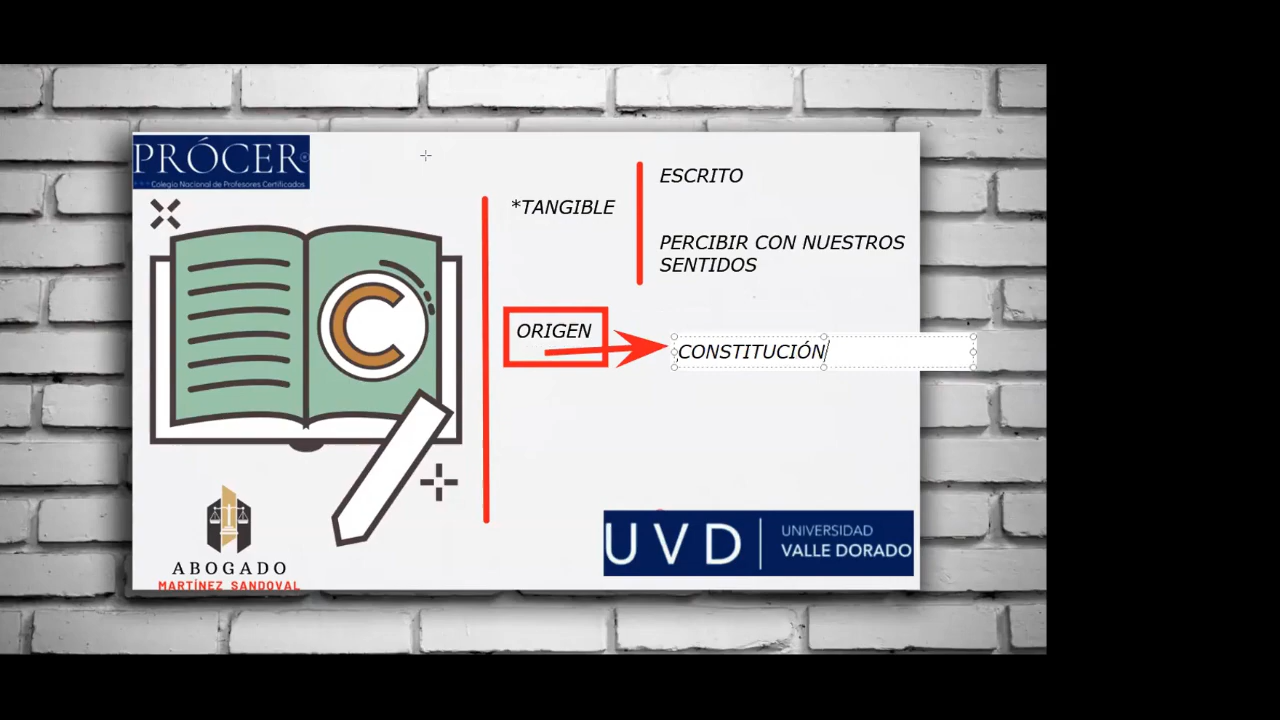 PRÓCER®
Colegio Nacional de Profesores Certificados
ESCRITO
*TANGIBLE
PERCIBIR CON NUESTROS
SENTIDOS
ORIGEN
CONSTITUCIÓN
C
ABOGADO
MARTÍNEZ SANDOVAL
UVD
UNIVERSIDAD
VALLE DORADO